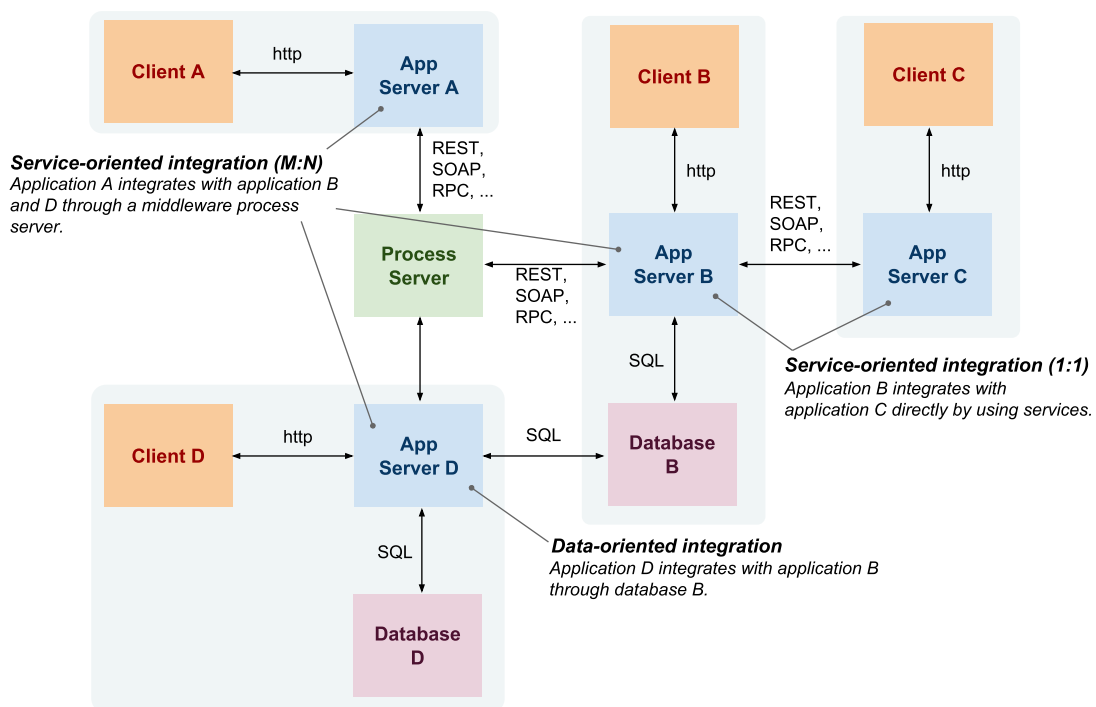 Client A
http
App
Server A
Client B
Client C
Service-oriented integration (M:N)
Application A integrates with application B
and D through a middleware process
server.
REST,
SOAP,
RPC, ...
http
http
Process
Server
REST,
SOAP,
RPC, ...
App
Server B
REST,
SOAP,
RPC, ...
App
Server C
SQL
Service-oriented integration (1:1)
Application B integrates with
application C directly by using services.
Client D
http
App
Server D
SQL
Database
B
SQL
Data-oriented integration
Application D integrates with application B
through database B.
Database
D